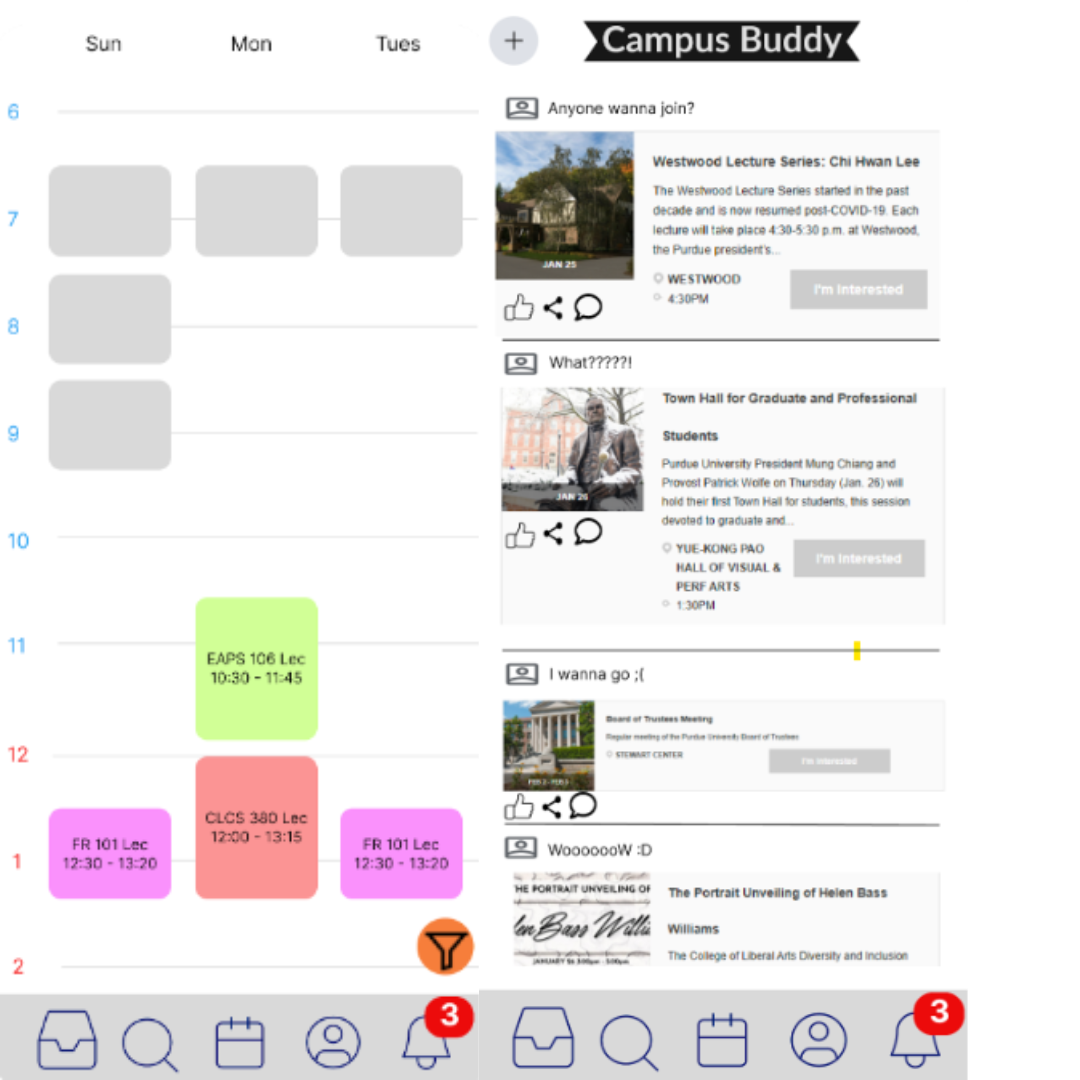 Sun Mon Tues
6
7
8
9
10
11
12
1
2
EAPS 106 Lec
10:30 - 11:45
CLCS 380 Lec
12:00 - 13:15
FR 101 Lec
12:30 - 13:20
FR 101 Lec
12:30 - 13:20
3
+
Campus Buddy
Anyone wanna join?
JAN 25
Westwood Lecture Series: Chi Hwan Lee
The Westwood Lecture Series started in the past
decade and is now resumed post-COVID-19. Each
lecture will take place 4:30-5:30 p.m. at Westwood,
the Purdue president's...
WESTWOOD
4:30PM
I'm Interested
What?????!
JAN 26
Town Hall for Graduate and Professional
Students
Purdue University President Mung Chiang and
Provost Patrick Wolfe on Thursday (Jan. 26) will
hold their first Town Hall for students, this session
devoted to graduate and...
YUE-KONG PAO
HALL OF VISUAL &
PERF ARTS
1:30PM
I'm Interested
I wanna go ;(
Board of Trustees Meeting
Regular meeting of the Purdue University Board of Trustees
STEWART CENTER
I'm Interested
WoooooooW :D
HE PORTRAIT UNVEILING OF
len Bass Willi
The Portrait Unveiling of Helen Bass
Williams
The College of Liberal Arts Diversity and Inclusion
3